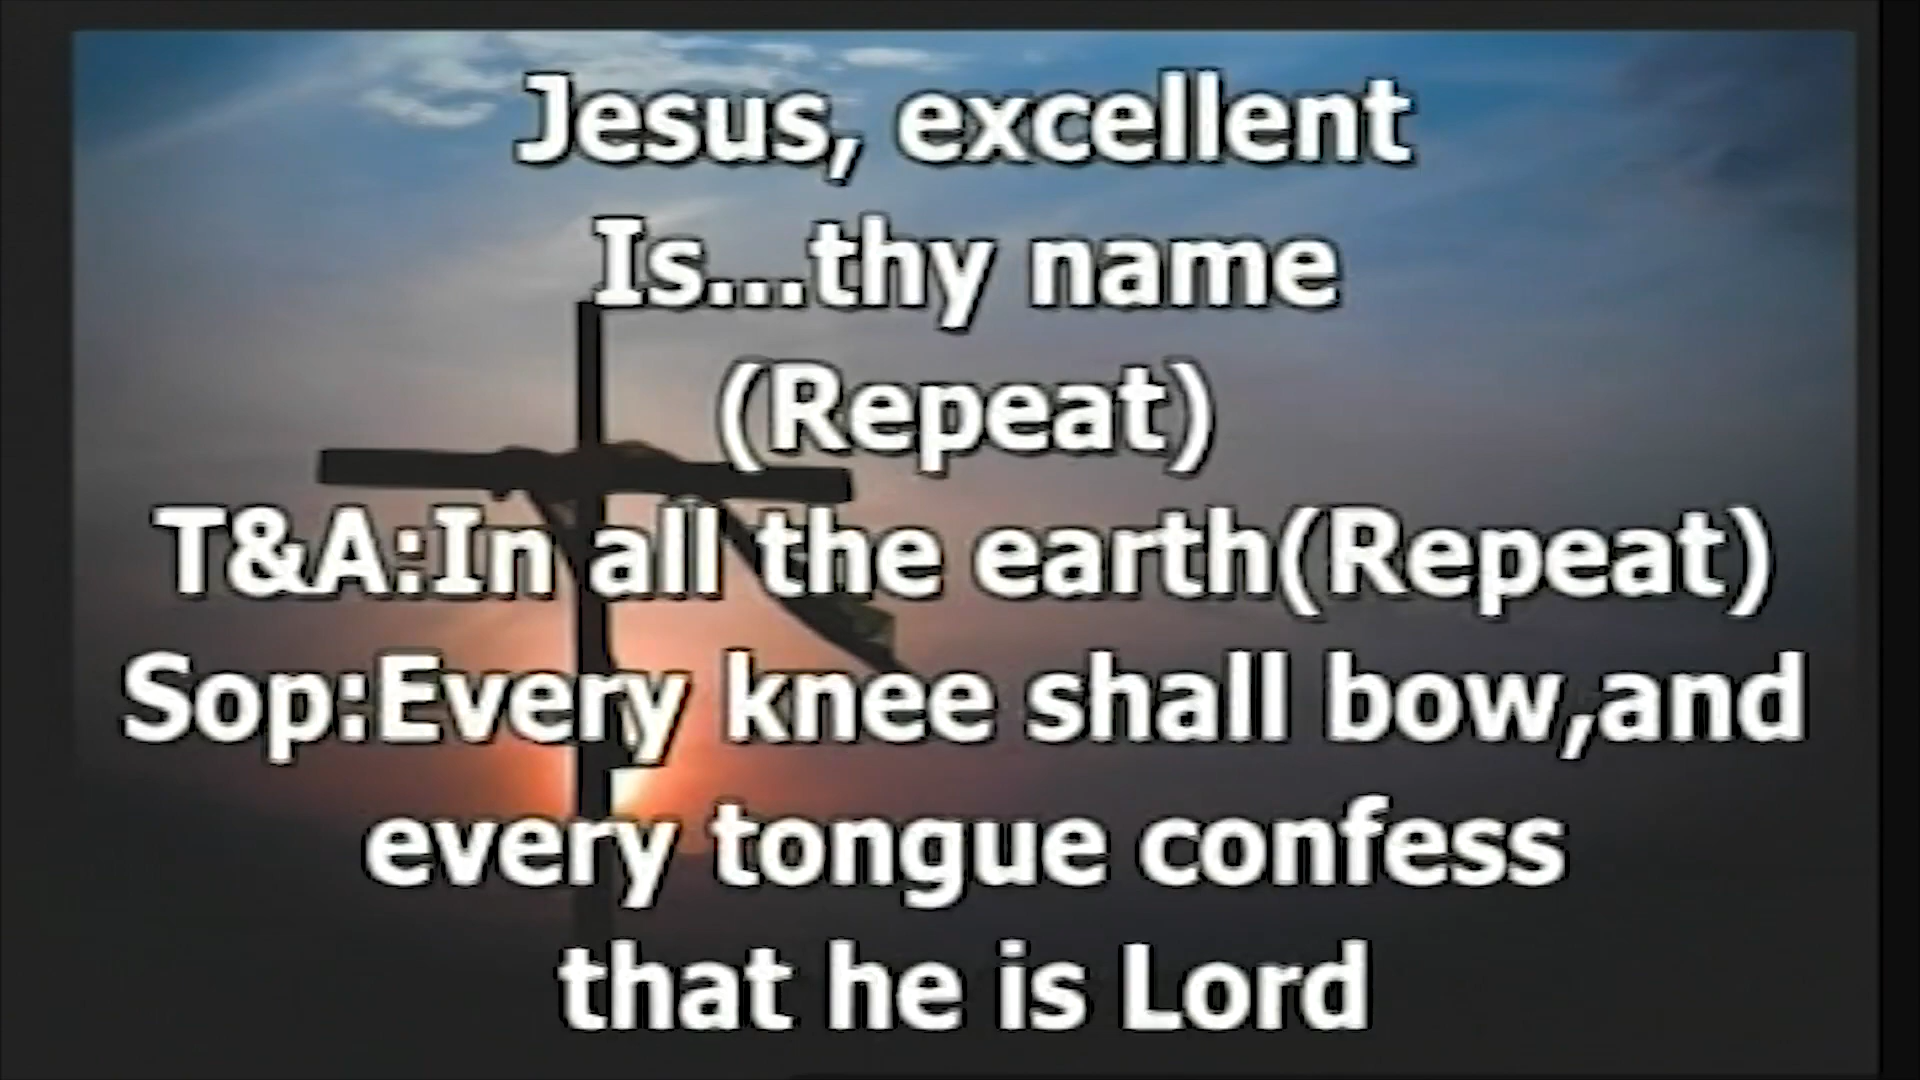 Jesus, excellent
Is...thy name
(Repeat)
T&A:In all the earth(Repeat)
Sop:Every knee shall bow,and
every tongue confess
that he is Lord